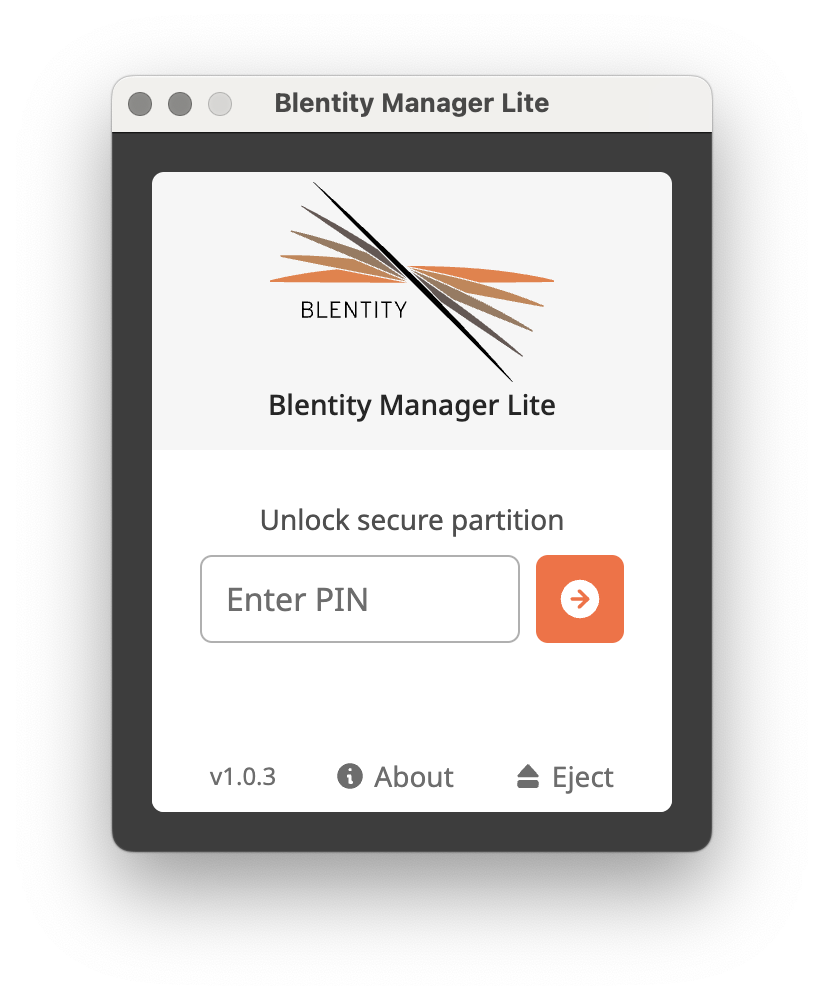 Blentity Manager Lite
BLENTITY
Blentity Manager Lite
Unlock secure partition
Enter PIN
v1.0.3 About Eject